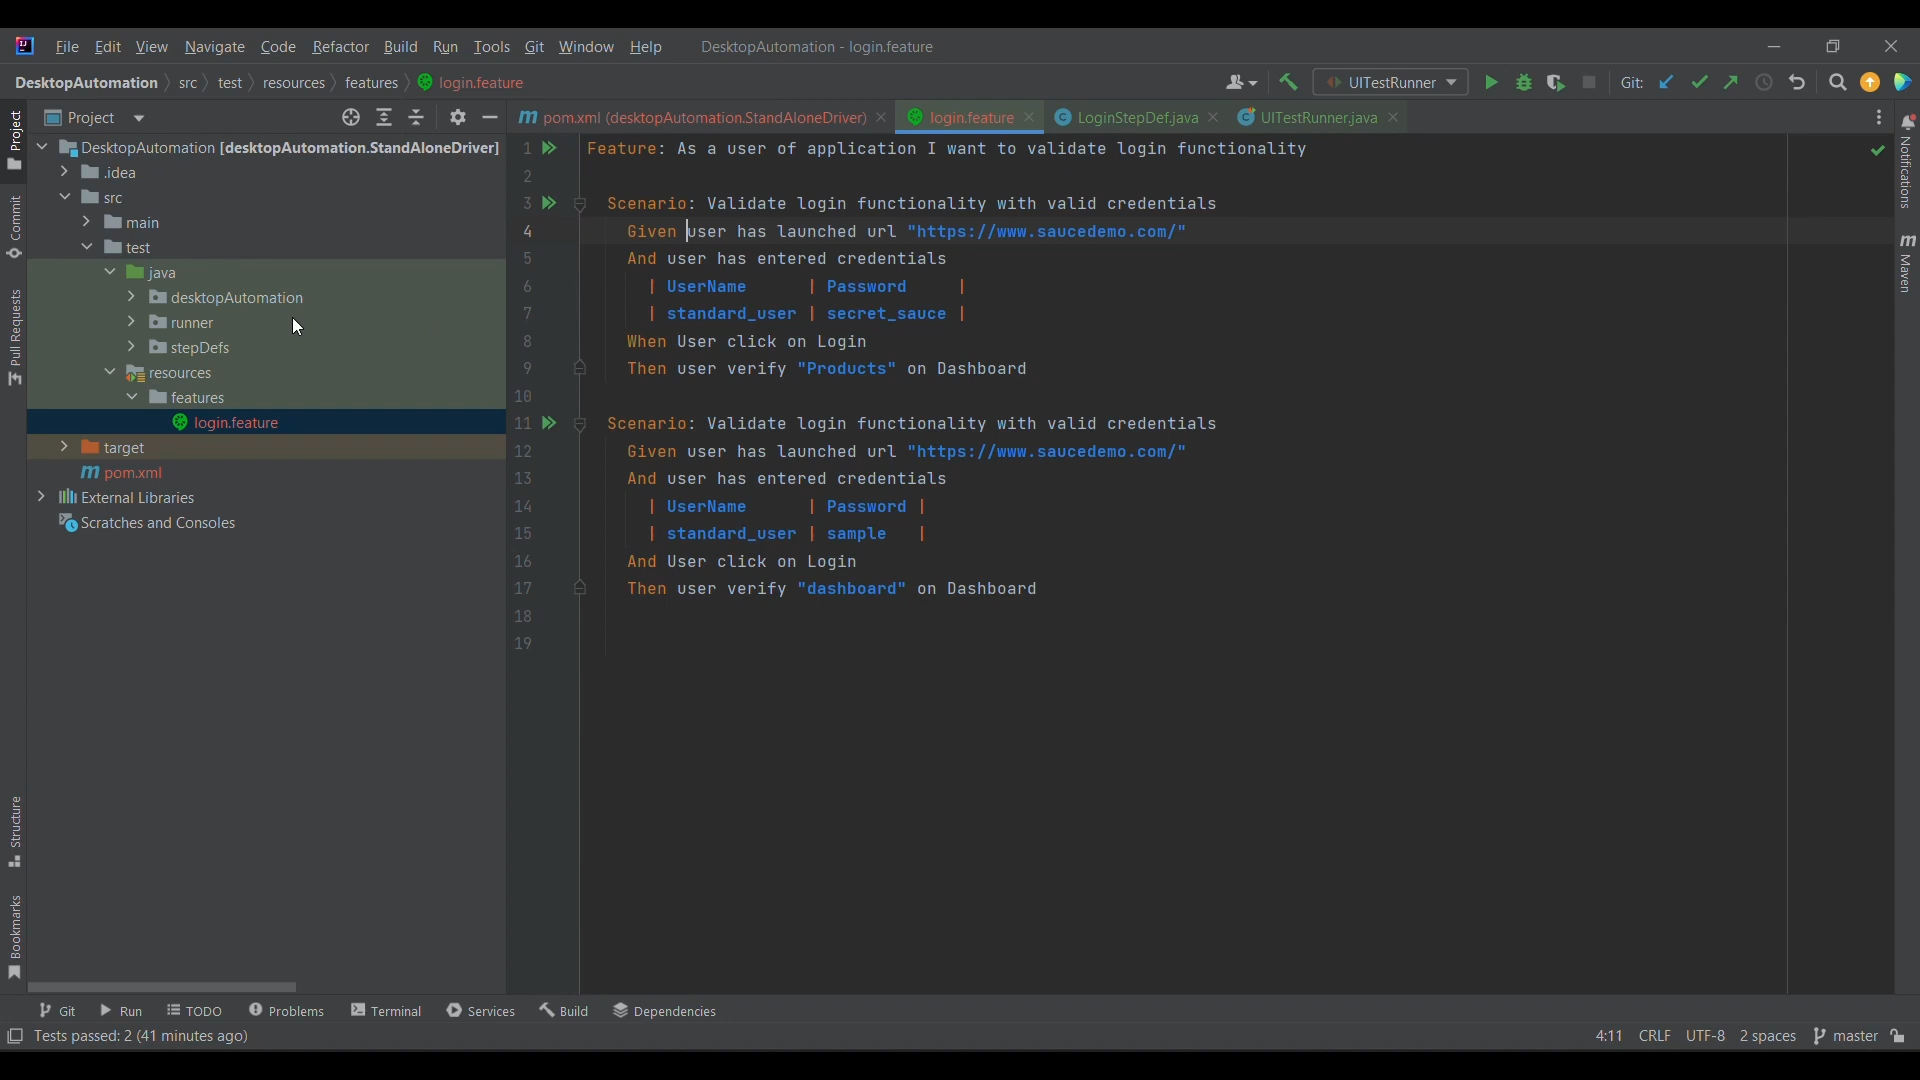 File Edit View Navigate Code Refactor Build Run Tools Git Window Help DesktopAutomation - login.feature
DesktopAutomation src test resources features login.feature UITestRunner Git:
Project
pom.xml (desktopAutomation.StandAloneDriver) login.feature LoginStepDef.java UITestRunner.java
Project
Commit
Pull Requests
Structure
Bookmarks
DesktopAutomation [desktopAutomation.StandAloneDriver]
.idea
src
main
test
java
desktopAutomation
runner
stepDefs
resources
features
login.feature
target
pom.xml
External Libraries
Scratches and Consoles
1 Feature: As a user of application I want to validate login functionality
2
3 Scenario: Validate login functionality with valid credentials
4 Given user has launched url "https://www.saucedemo.com/"
5 And user has entered credentials
6 | UserName | Password |
7 | standard_user | secret_sauce |
8 When User click on Login
9 Then user verify "Products" on Dashboard
10
11 Scenario: Validate login functionality with valid credentials
12 Given user has launched url "https://www.saucedemo.com/"
13 And user has entered credentials
14 | UserName | Password |
15 | standard_user | sample |
16 And User click on Login
17 Then user verify "dashboard" on Dashboard
18
19
Notifications
Maven
Git Run TODO Problems Terminal Services Build Dependencies
Tests passed: 2 (41 minutes ago) 4:11 CRLF UTF-8 2 spaces master